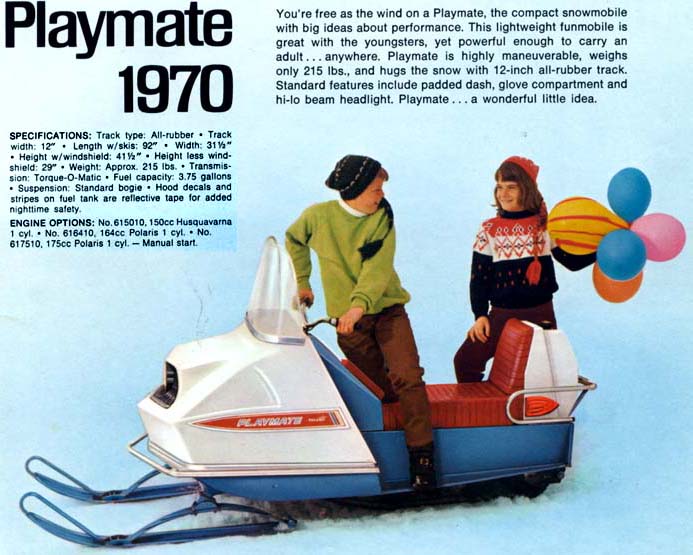 Playmate
1970
You're free as the wind on a Playmate, the compact snowmobile
with big ideas about performance. This lightweight funmobile is
great with the youngsters, yet powerful enough to carry an
adult . . . anywhere. Playmate is highly maneuverable, weighs
only 215 lbs., and hugs the snow with 12-inch all-rubber track.
Standard features include padded dash, glove compartment and
hi-lo beam headlight. Playmate . . . a wonderful little idea.
SPECIFICATIONS: Track type: All-rubber • Track
width: 12" • Length w/skis: 92" • Width: 31½"
• Height w/windshield: 41½" • Height less wind-
shield: 29" • Weight: Approx. 215 lbs. • Transmis-
sion: Torque-O-Matic • Fuel capacity: 3.75 gallons
• Suspension: Standard bogie • Hood decals and
stripes on fuel tank are reflective tape for added
nighttime safety.
ENGINE OPTIONS: No. 615010, 150cc Husquavarna
1 cyl. • No. 616410, 164cc Polaris 1 cyl. • No.
617510, 175cc Polaris 1 cyl. — Manual start.
PLAYMATE